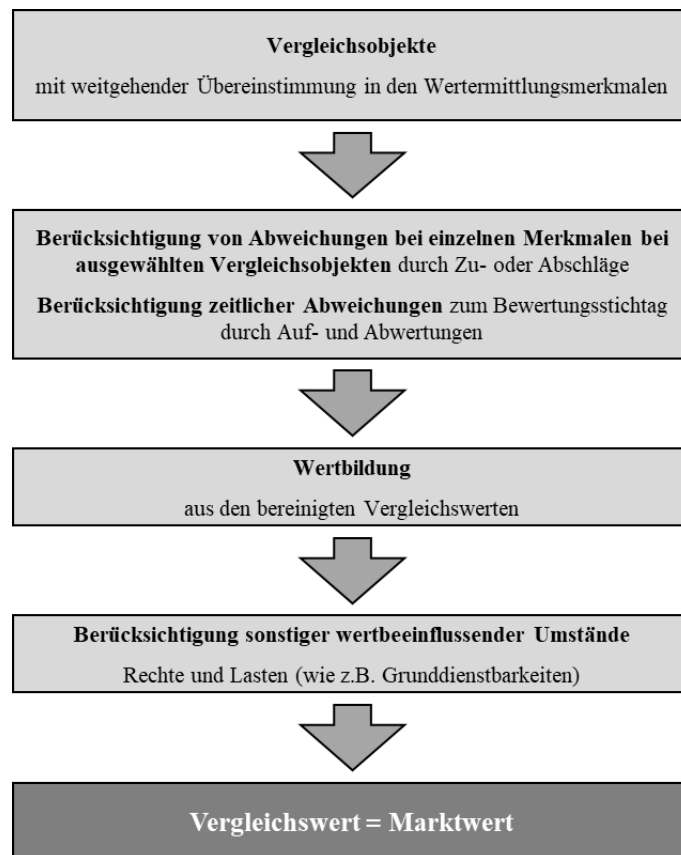 Vergleichsobjekte
mit weitgehender Übereinstimmung in den Wertermittlungsmerkmalen
Berücksichtigung von Abweichungen bei einzelnen Merkmalen bei
ausgewählten Vergleichsobjekten durch Zu- oder Abschläge
Berücksichtigung zeitlicher Abweichungen zum Bewertungsstichtag
durch Auf- und Abwertungen
Wertbildung
aus den bereinigten Vergleichswerten
Berücksichtigung sonstiger wertbeeinflussender Umstände
Rechte und Lasten (wie z.B. Grunddienstbarkeiten)
Vergleichswert = Marktwert